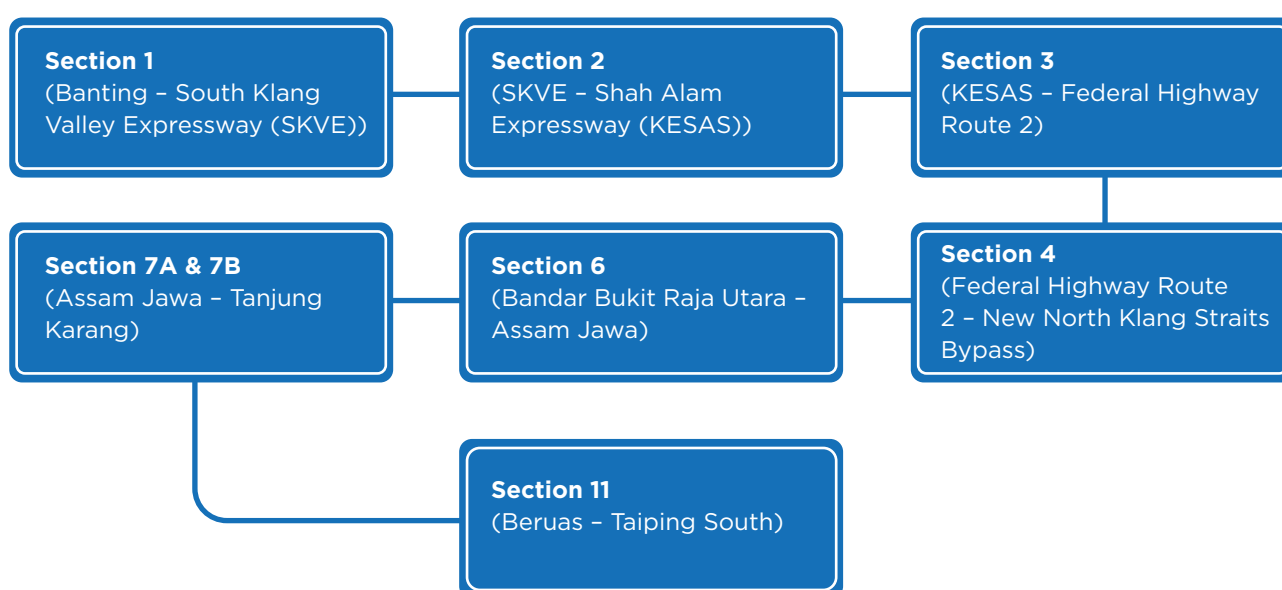 Section 1
(Banting – South Klang
Valley Expressway (SKVE))
Section 2
(SKVE – Shah Alam
Expressway (KESAS))
Section 3
(KESAS – Federal Highway
Route 2)
Section 4
(Federal Highway Route
2 – New North Klang Straits
Bypass)
Section 6
(Bandar Bukit Raja Utara –
Assam Jawa)
Section 7A & 7B
(Assam Jawa – Tanjung
Karang)
Section 11
(Beruas – Taiping South)